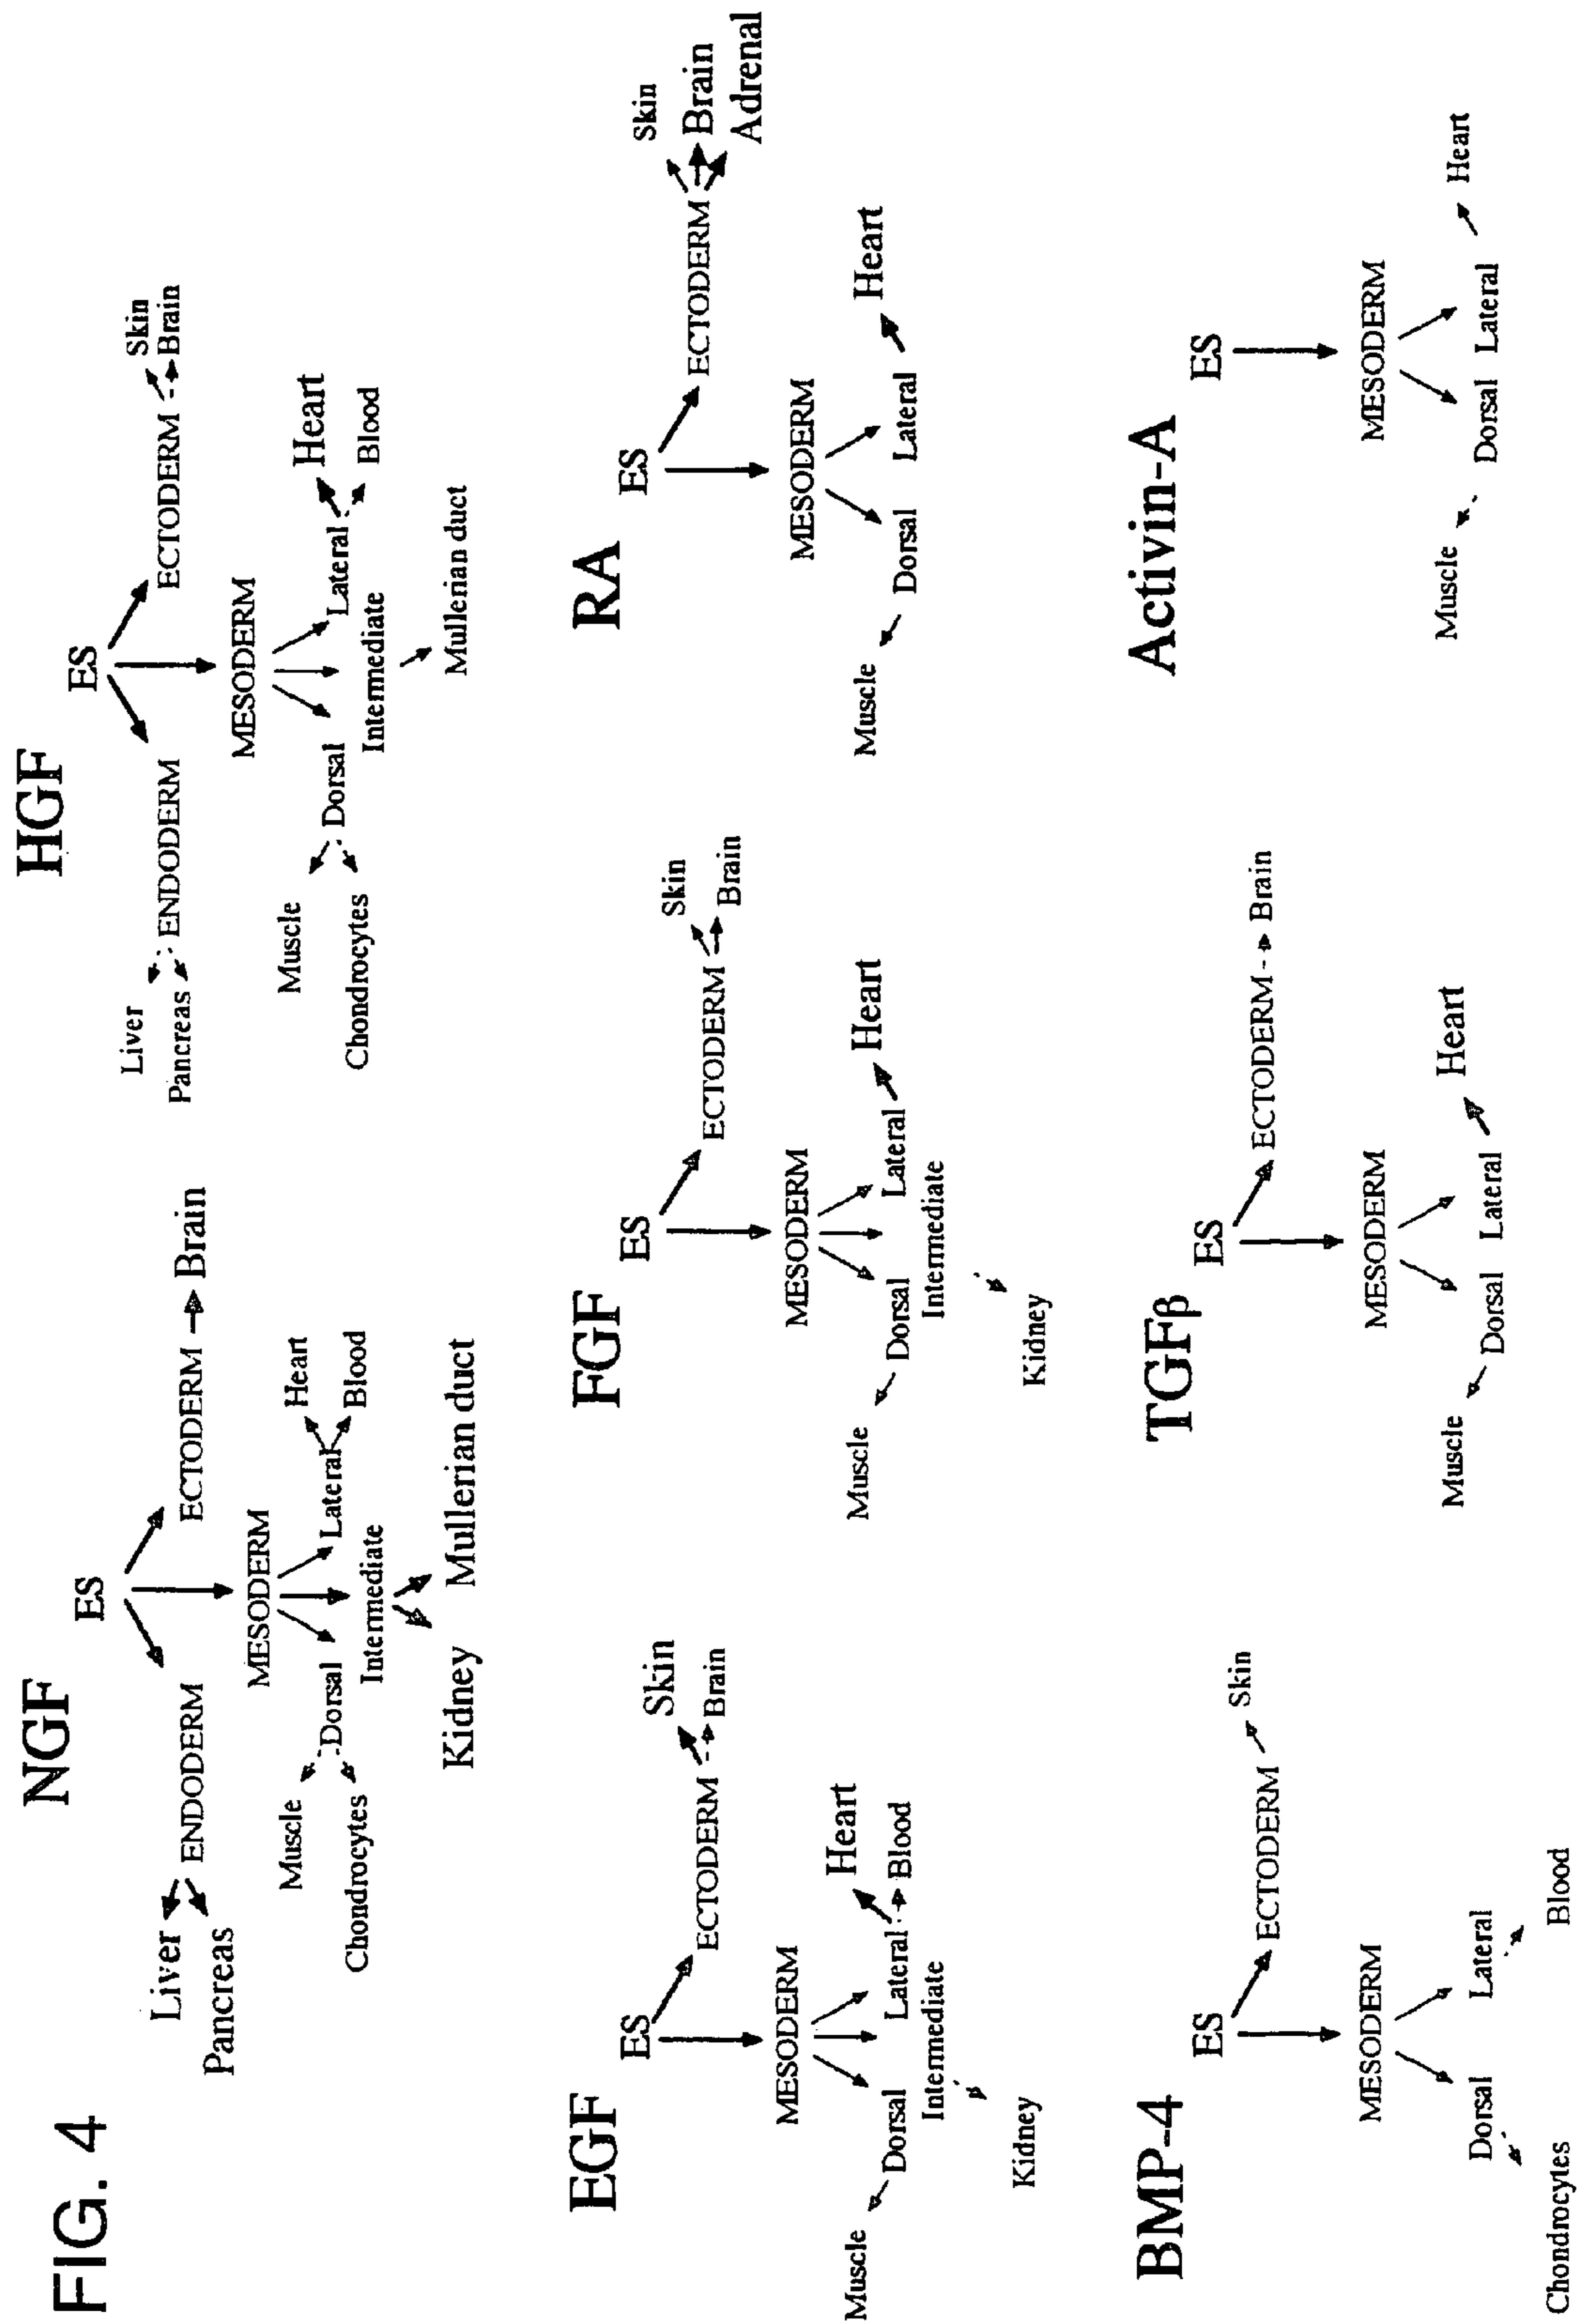 FIG. 4
NGF
ES
Liver
Pancreas
ENDODERM
ECTODERM
Brain
MESODERM
Muscle
Chondrocytes
Dorsal
Lateral
Heart
Blood
Intermediate
Kidney
Mullerian duct
HGF
ES
Liver
Pancreas
ENDODERM
ECTODERM
Skin
Brain
MESODERM
Muscle
Chondrocytes
Dorsal
Lateral
Heart
Blood
Intermediate
Mullerian duct
EGF
ES
ECTODERM
Skin
Brain
MESODERM
Muscle
Dorsal
Lateral
Heart
Blood
Intermediate
Kidney
FGF
ES
ECTODERM
Skin
Brain
MESODERM
Muscle
Dorsal
Lateral
Heart
Intermediate
Kidney
RA
ES
ECTODERM
Skin
Brain
Adrenal
MESODERM
Muscle
Dorsal
Lateral
Heart
BMP-4
ES
ECTODERM
Skin
MESODERM
Dorsal
Lateral
Chondrocytes
Blood
TGFβ
ES
ECTODERM
Brain
MESODERM
Muscle
Dorsal
Lateral
Heart
Activin-A
ES
MESODERM
Muscle
Dorsal
Lateral
Heart